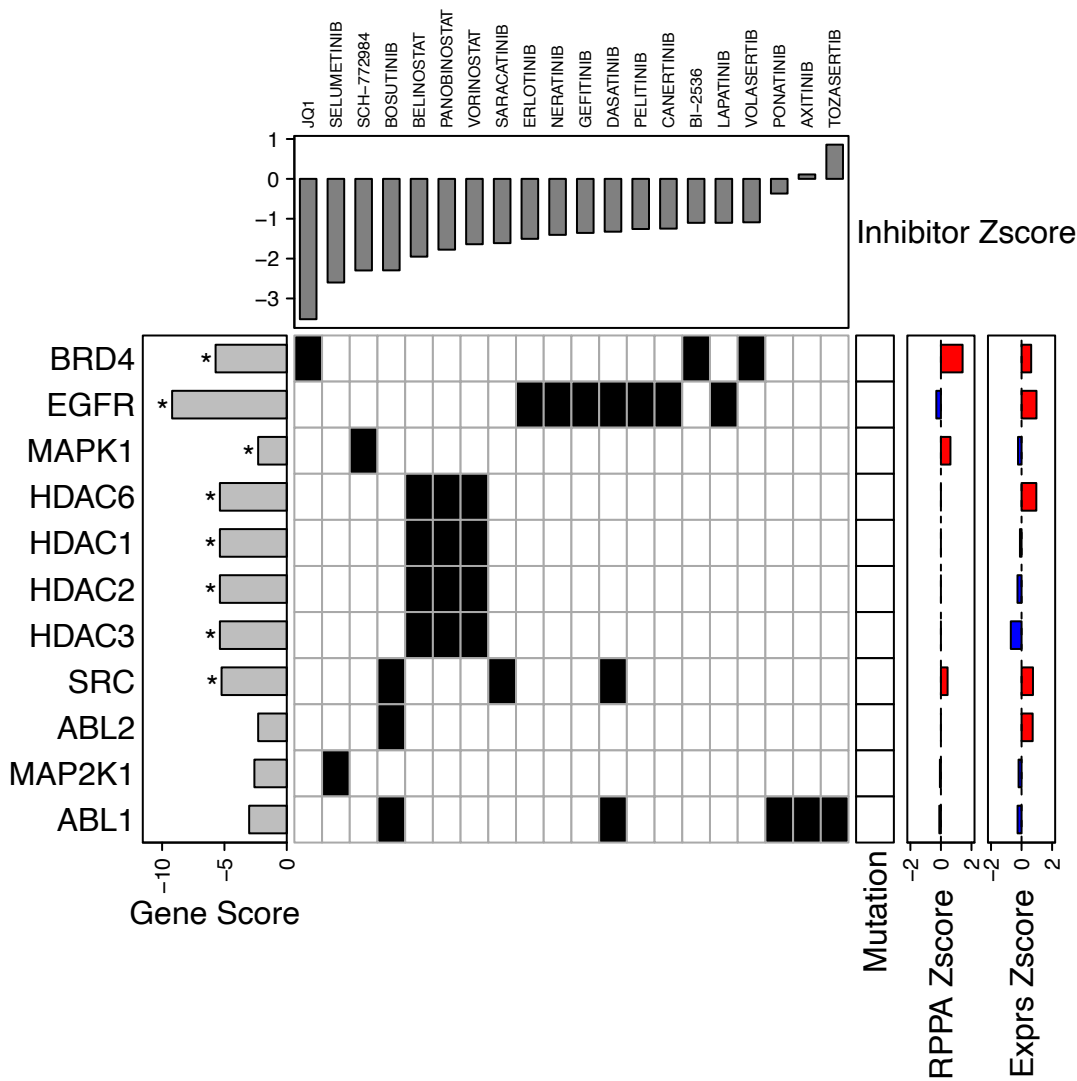 JQ1
SELUMETINIB
SCH−772984
BOSUTINIB
BELINOSTAT
PANOBINOSTAT
VORINOSTAT
SARACATINIB
ERLOTINIB
NERATINIB
GEFITINIB
DASATINIB
PELITINIB
CANERTINIB
BI−2536
LAPATINIB
VOLASERTIB
PONATINIB
AXITINIB
TOZASERTIB
1
0
−1
−2
−3
Inhibitor Zscore
BRD4 *
EGFR *
MAPK1 *
HDAC6 *
HDAC1 *
HDAC2 *
HDAC3 *
SRC *
ABL2
MAP2K1
ABL1
−10 −5 0
Gene Score
Mutation
−2 0 2
RPPA Zscore
−2 0 2
Exprs Zscore